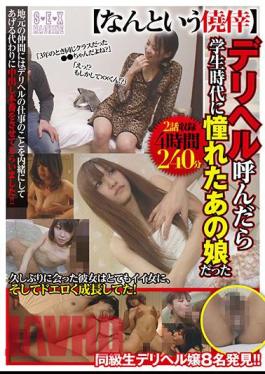 S・E・X
【なんという僥倖】
デリヘル呼んだら
学生時代に憧れたあの娘だった
2話収録
4時間
240分
「3年のとき同じクラスだった
●●ちゃんだよね?」
「えっ!?
もしかして○○くん?」
地元の仲間にはデリヘルの仕事のことを内緒にして
あげる代わりに
久しぶりに会った彼女はとてもイイ女に、
そしてドエロく成長してた!
同級生デリヘル嬢8名発見!!